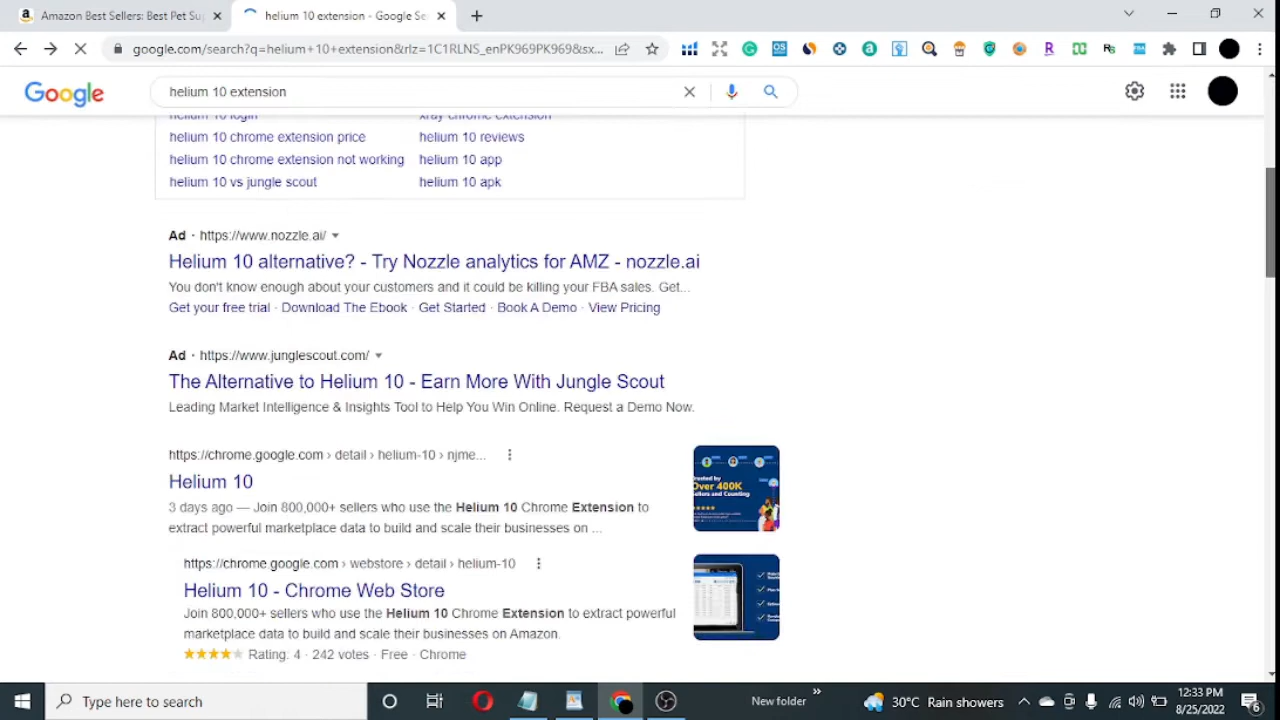 Amazon Best Sellers: Best Pet Su
helium 10 extension - Google Se
google.com/search?q=helium+10+extension&rlz=1C1RLNS_enPK969PK969&sx...
Google
helium 10 extension
helium 10 login
xray chrome extension
helium 10 chrome extension price
helium 10 reviews
helium 10 chrome extension not working
helium 10 app
helium 10 vs jungle scout
helium 10 apk
Ad · https://www.nozzle.ai/
Helium 10 alternative? - Try Nozzle analytics for AMZ - nozzle.ai
You don't know enough about your customers and it could be killing your FBA sales. Get...
Get your free trial · Download The Ebook · Get Started · Book A Demo · View Pricing
Ad · https://www.junglescout.com/
The Alternative to Helium 10 - Earn More With Jungle Scout
Leading Market Intelligence & Insights Tool to Help You Win Online. Request a Demo Now.
https://chrome.google.com › detail › helium-10 › njme...
Helium 10
3 days ago — Join 800,000+ sellers who use the Helium 10 Chrome Extension to
extract powerful marketplace data to build and scale their businesses on ...
Trusted by
Over 400K
Sellers and Counting
https://chrome.google.com › webstore › detail › helium-10
Helium 10 - Chrome Web Store
Join 800,000+ sellers who use the Helium 10 Chrome Extension to extract powerful
marketplace data to build and scale their businesses on Amazon.
Rating: 4 · 242 votes · Free · Chrome
Type here to search
New folder
30°C Rain showers
12:33 PM
8/25/2022
6